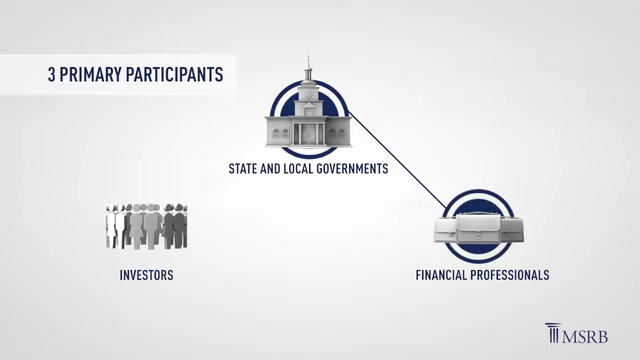 3 PRIMARY PARTICIPANTS
STATE AND LOCAL GOVERNMENTS
INVESTORS
FINANCIAL PROFESSIONALS
MSRB